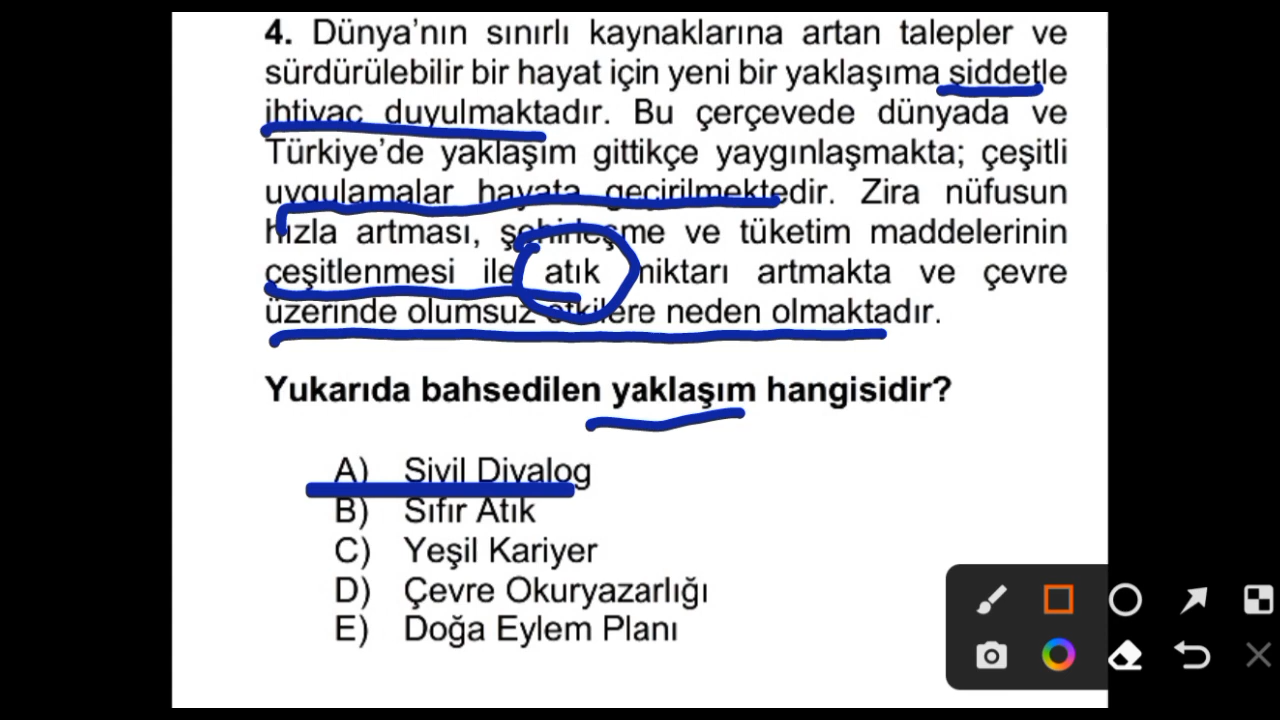 4. Dünya’nın sınırlı kaynaklarına artan talepler ve
sürdürülebilir bir hayat için yeni bir yaklaşıma şiddetle
ihtiyaç duyulmaktadır. Bu çerçevede dünyada ve
Türkiye’de yaklaşım gittikçe yaygınlaşmakta; çeşitli
uygulamalar hayata geçirilmektedir. Zira nüfusun
hızla artması, şehirleşme ve tüketim maddelerinin
çeşitlenmesi ile atık miktarı artmakta ve çevre
üzerinde olumsuz etkilere neden olmaktadır.
Yukarıda bahsedilen yaklaşım hangisidir?
A) Sivil Diyalog
B) Sıfır Atık
C) Yeşil Kariyer
D) Çevre Okuryazarlığı
E) Doğa Eylem Planı